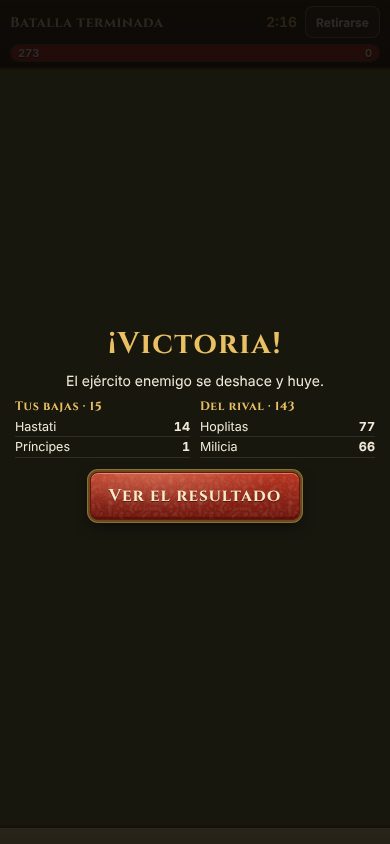 Batalla terminada 2:16 Retirarse
273 0
¡Victoria!
El ejército enemigo se deshace y huye.
Tus bajas · 15 Del rival · 143
Hastati 14 Hoplitas 77
Príncipes 1 Milicia 66
Ver el resultado